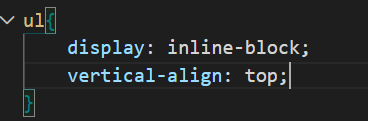 ul{
    display: inline-block;
    vertical-align: top;
}